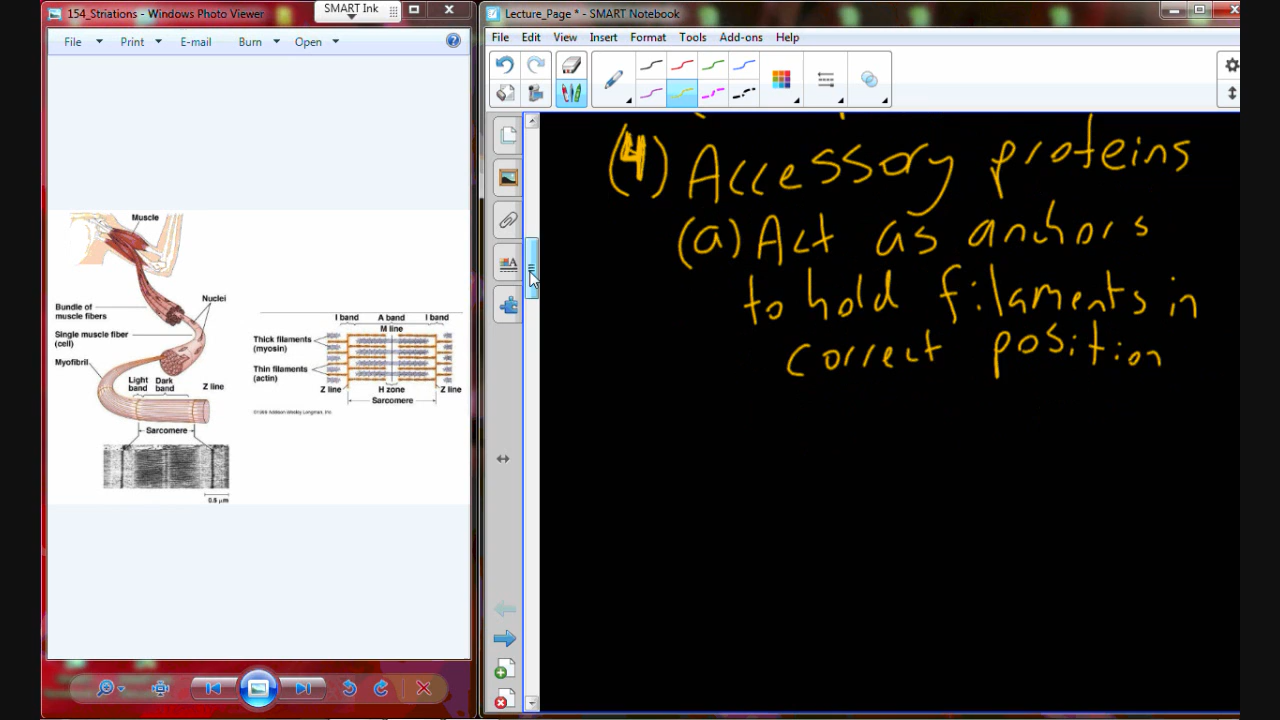 154_Striations - Windows Photo Viewer
SMART Ink
File Print E-mail Burn Open
Muscle
Nuclei
Bundle of
muscle fibers
Single muscle fiber
(cell)
Myofibril
Light
band
Dark
band
Z line
Sarcomere
0.5 μm
I band A band I band
M line
Thick filaments
(myosin)
Thin filaments
(actin)
Z line H zone Z line
Sarcomere
Lecture_Page * - SMART Notebook
File Edit View Insert Format Tools Add-ons Help
(4) Accessory proteins
(a) Act as anchors
to hold filaments in
correct position